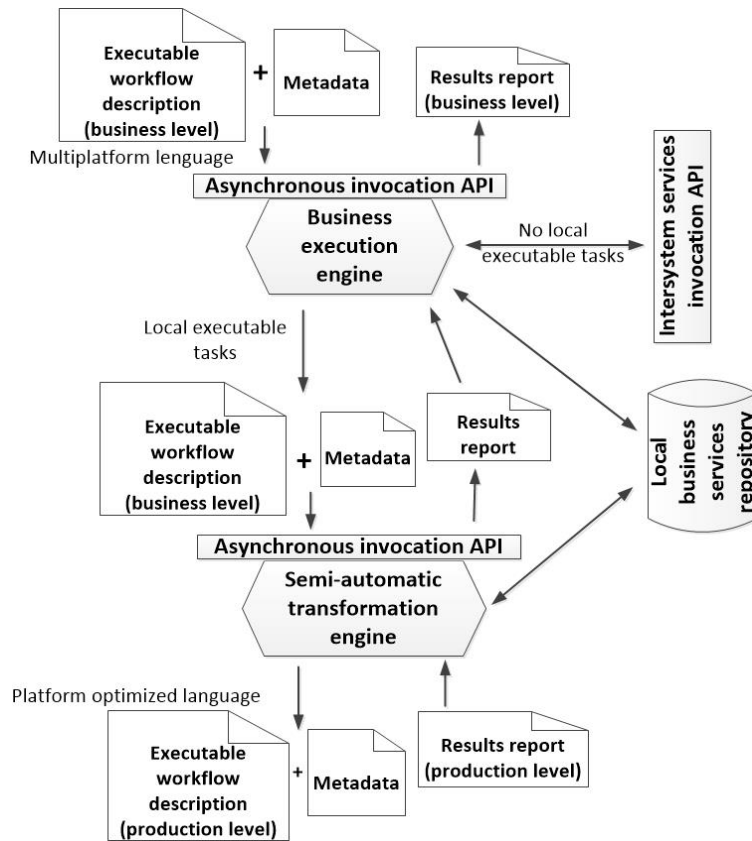 Executable
workflow
description
(business level)
+
Metadata
Results report
(business level)
Multiplatform lenguage
Asynchronous invocation API
Business
execution
engine
No local
executable tasks
Intersystem services
invocation API
Local executable
tasks
Executable
workflow
description
(business level)
+
Metadata
Results
report
Local
business
services
repository
Asynchronous invocation API
Semi-automatic
transformation
engine
Platform optimized language
Executable
workflow
description
(production level)
+
Metadata
Results report
(production level)